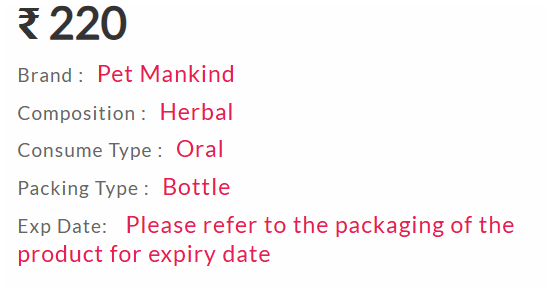 ₹ 220
Brand : Pet Mankind
Composition : Herbal
Consume Type : Oral
Packing Type : Bottle
Exp Date: Please refer to the packaging of the
product for expiry date